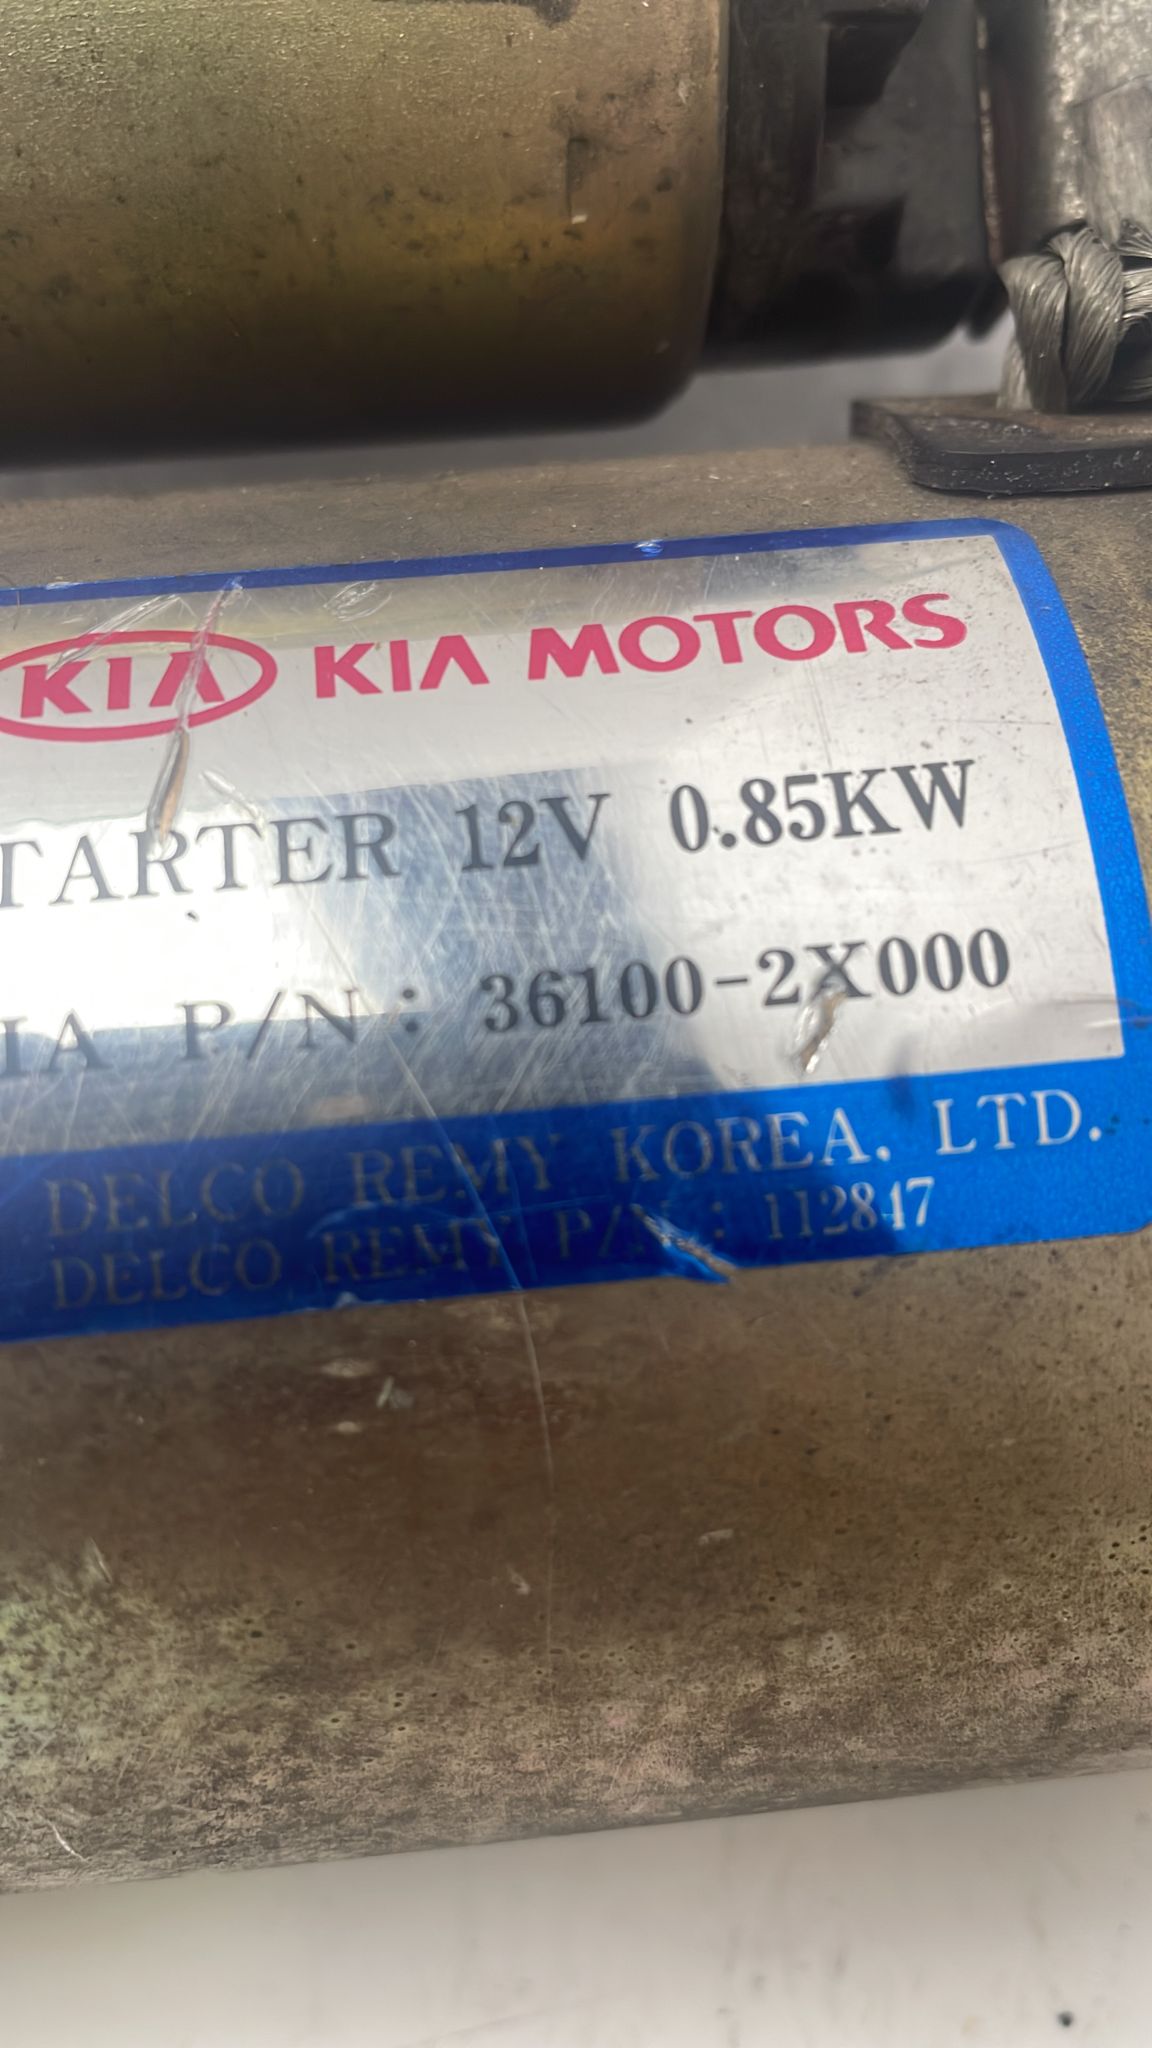 KIA KIA MOTORS
TARTER 12V 0.85KW
IA P/N: 36100-2X000
DELCO REMY KOREA. LTD.
DELCO REMY P/N : 112847